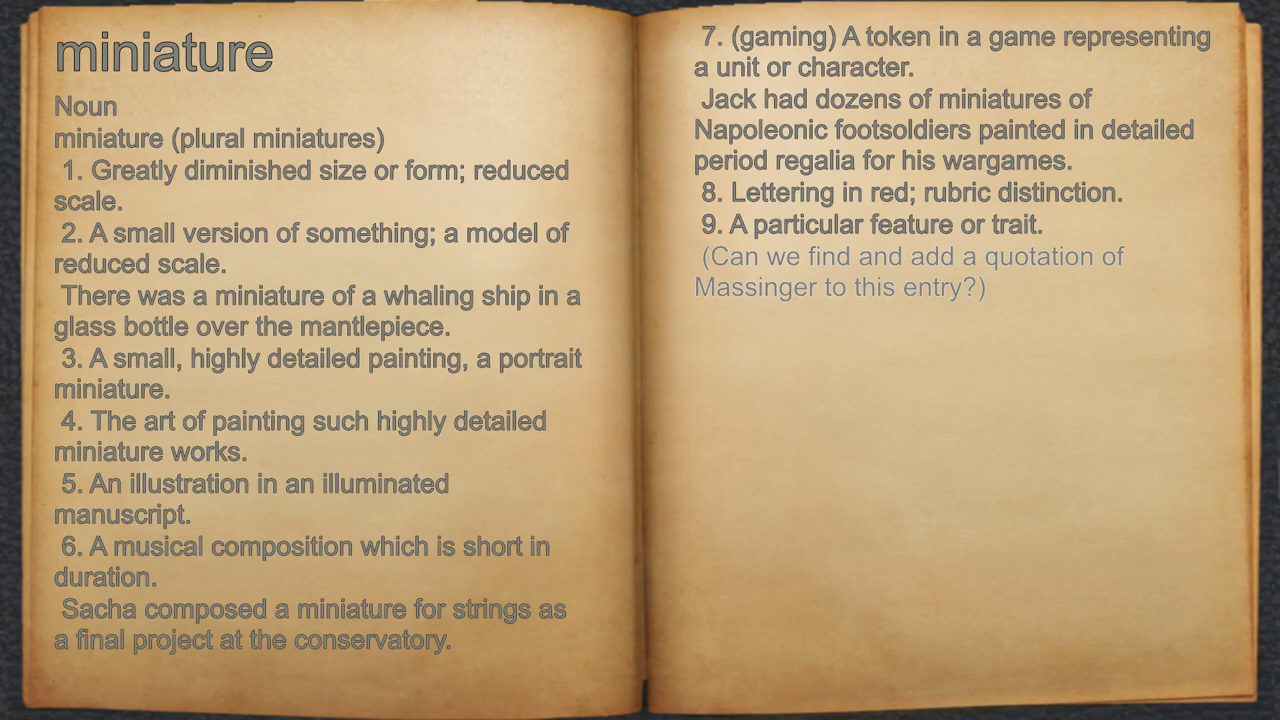 miniature
Noun
miniature (plural miniatures)
1. Greatly diminished size or form; reduced
scale.
2. A small version of something; a model of
reduced scale.
There was a miniature of a whaling ship in a
glass bottle over the mantlepiece.
3. A small, highly detailed painting, a portrait
miniature.
4. The art of painting such highly detailed
miniature works.
5. An illustration in an illuminated
manuscript.
6. A musical composition which is short in
duration.
Sacha composed a miniature for strings as
a final project at the conservatory.
7. (gaming) A token in a game representing
a unit or character.
Jack had dozens of miniatures of
Napoleonic footsoldiers painted in detailed
period regalia for his wargames.
8. Lettering in red; rubric distinction.
9. A particular feature or trait.
(Can we find and add a quotation of
Massinger to this entry?)